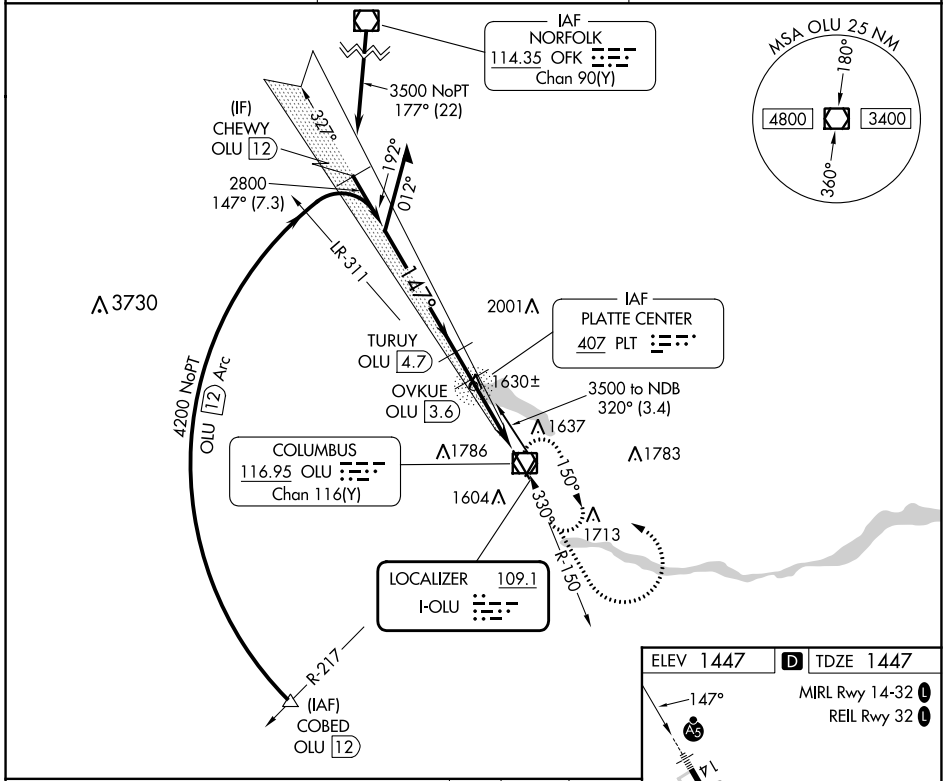 IAF
NORFOLK
114.35 OFK
Chan 90(Y)
MSA OLU 25 NM
180°
4800
3400
360°
3500 NoPT
177° (22)
(IF)
CHEWY
OLU 12
327°
192°
012°
2800
147° (7.3)
LR-311
147°
3730
2001
IAF
PLATTE CENTER
407 PLT
TURUY
OLU 4.7
1630±
OVKUE
OLU 3.6
3500 to NDB
320° (3.4)
4200 NoPT
OLU 12 Arc
1637
COLUMBUS
116.95 OLU
Chan 116(Y)
1786
1783
150°
1604
330°
1713
R-150
LOCALIZER 109.1
I-OLU
R-217
(IAF)
COBED
OLU 12
ELEV 1447 D TDZE 1447
147°
MIRL Rwy 14-32 L
REIL Rwy 32 L
A5
14